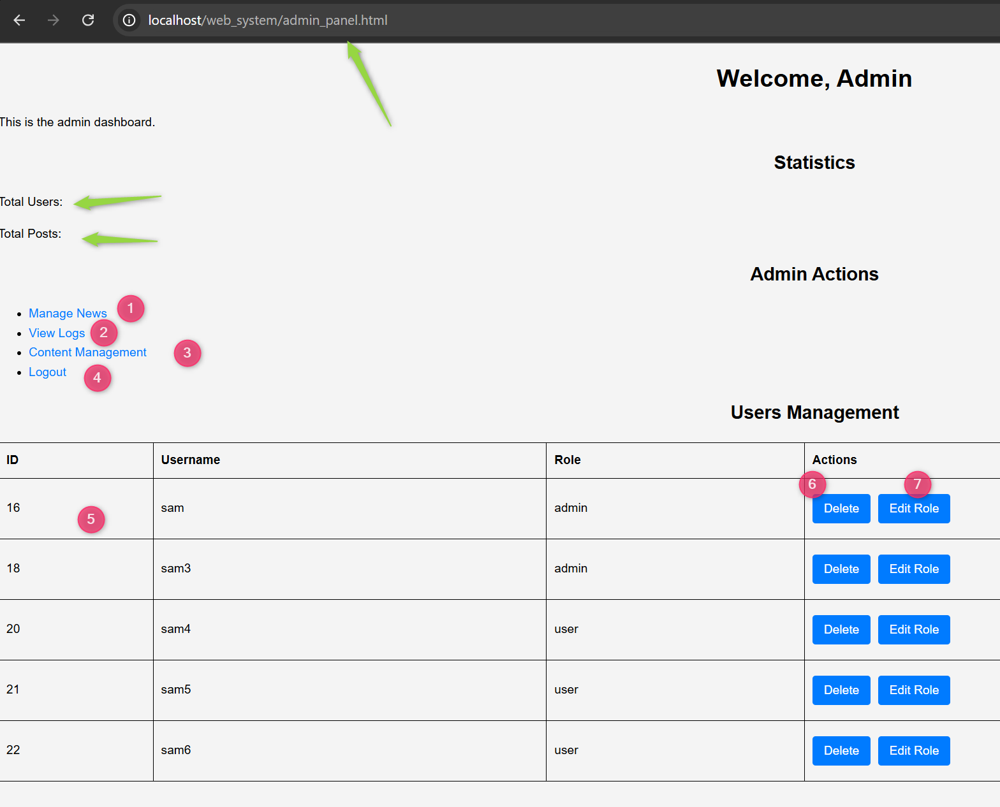 localhost/web_system/admin_panel.html
Welcome, Admin
This is the admin dashboard.
Statistics
Total Users:
Total Posts:
Admin Actions
Manage News 1
View Logs 2
Content Management 3
Logout 4
Users Management
ID Username Role Actions
6 7
16 sam admin Delete Edit Role
5
18 sam3 admin Delete Edit Role
20 sam4 user Delete Edit Role
21 sam5 user Delete Edit Role
22 sam6 user Delete Edit Role